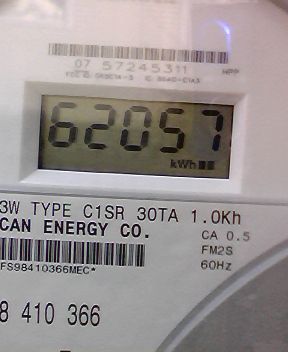 07 57245311
62057
kWh
3W TYPE C1SR 30TA 1.0Kh
CAN ENERGY CO.
CA 0.5
FM2S
60Hz
FS98410366MEC*
8 410 366